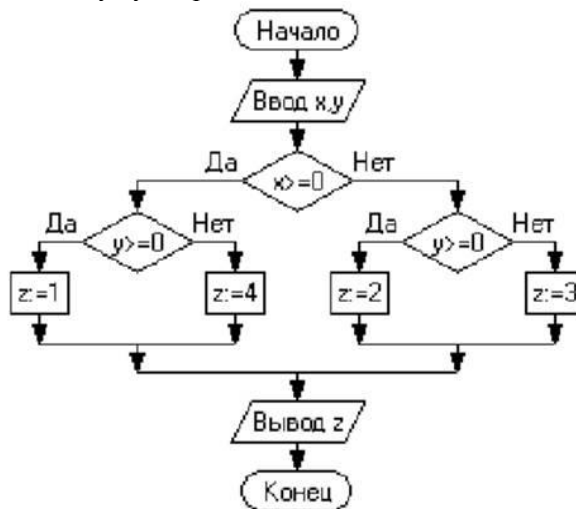 Начало
Ввод x,y
Да
x>=0
Нет
Да
y>=0
Нет
Да
y>=0
Нет
z:=1
z:=4
z:=2
z:=3
Вывод z
Конец